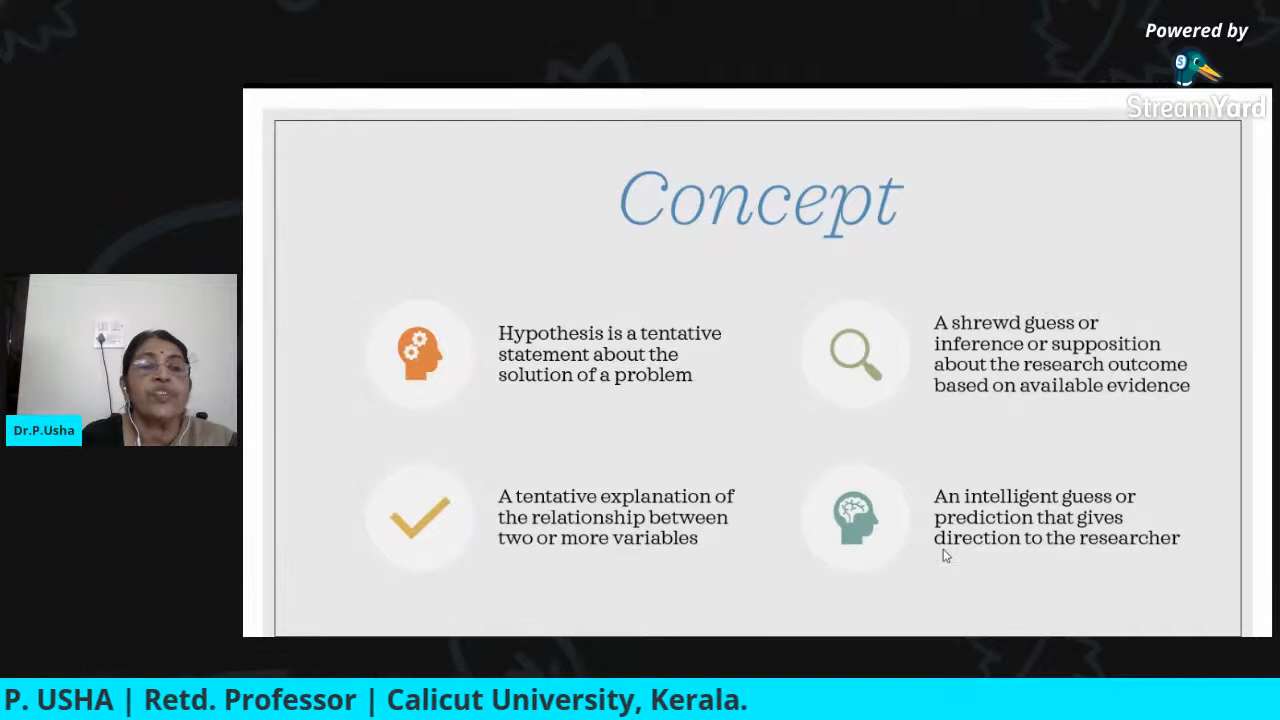 Powered by
StreamYard
Concept
Hypothesis is a tentative
statement about the
solution of a problem
A shrewd guess or
inference or supposition
about the research outcome
based on available evidence
A tentative explanation of
the relationship between
two or more variables
An intelligent guess or
prediction that gives
direction to the researcher
Dr.P.Usha
P. USHA | Retd. Professor | Calicut University, Kerala.